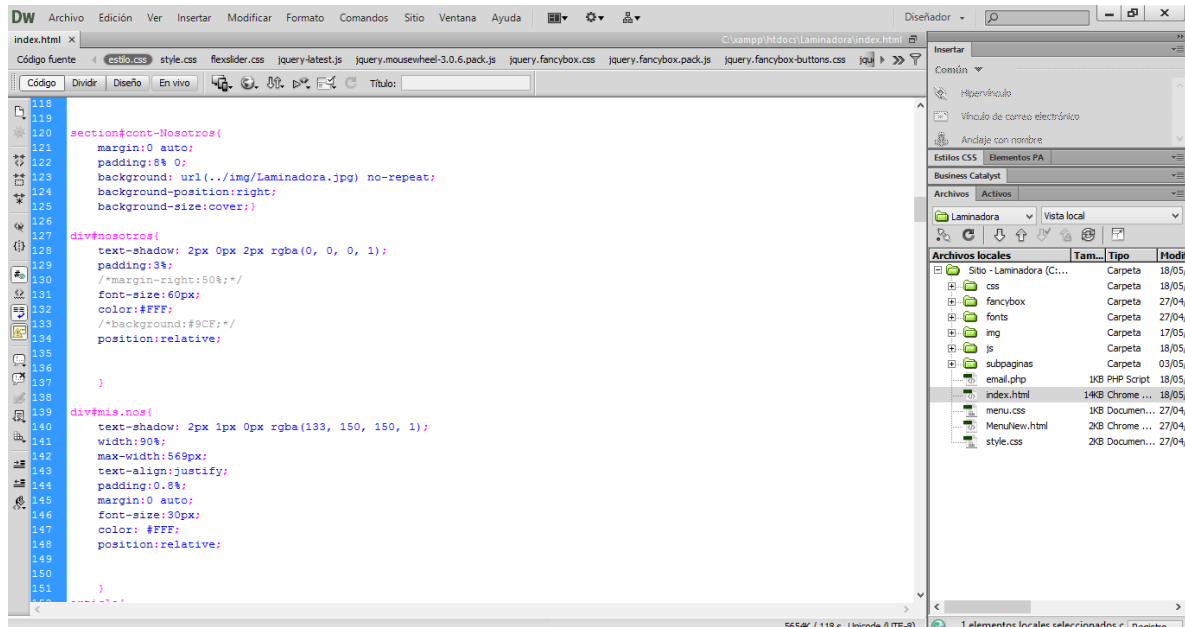 DW Archivo Edición Ver Insertar Modificar Formato Comandos Sitio Ventana Ayuda Diseñador
index.html × C:\xampp\htdocs\Laminadora\index.html
Código fuente estilo.css style.css flexslider.css jquery-latest.js jquery.mousewheel-3.0.6.pack.js jquery.fancybox.css jquery.fancybox.pack.js jquery.fancybox-buttons.css jqu
Código Dividir Diseño En vivo Título:
118
119
120 section#cont-Nosotros{
121 margin:0 auto;
122 padding:8% 0;
123 background: url(../img/Laminadora.jpg) no-repeat;
124 background-position:right;
125 background-size:cover;}
126
127 div#nosotros{
128 text-shadow: 2px 0px 2px rgba(0, 0, 0, 1);
129 padding:3%;
130 /*margin-right:50%;*/
131 font-size:60px;
132 color:#FFF;
133 /*background:#9CF;*/
134 position:relative;
135
136
137 }
138
139 div#mis.nos{
140 text-shadow: 2px 1px 0px rgba(133, 150, 150, 1);
141 width:90%;
142 max-width:569px;
143 text-align:justify;
144 padding:0.8%;
145 margin:0 auto;
146 font-size:30px;
147 color: #FFF;
148 position:relative;
149
150
151 }
5654K / 118 s Unicode (UTF-8)
Insertar
Común
Hipervínculo
Vínculo de correo electrónico
Anclaje con nombre
Estilos CSS Elementos PA
Business Catalyst
Archivos Activos
Laminadora Vista local
Archivos locales Tam... Tipo Modi
Sitio - Laminadora (C:... Carpeta 18/05/
css Carpeta 18/05/
fancybox Carpeta 27/04/
fonts Carpeta 27/04/
img Carpeta 17/05/
js Carpeta 18/05/
subpaginas Carpeta 03/05/
email.php 1KB PHP Script 18/05/
index.html 14KB Chrome ... 18/05/
menu.css 1KB Documen... 27/04/
MenuNew.html 2KB Chrome ... 27/04/
style.css 2KB Documen... 27/04/
1 elementos locales seleccionados c Registro...